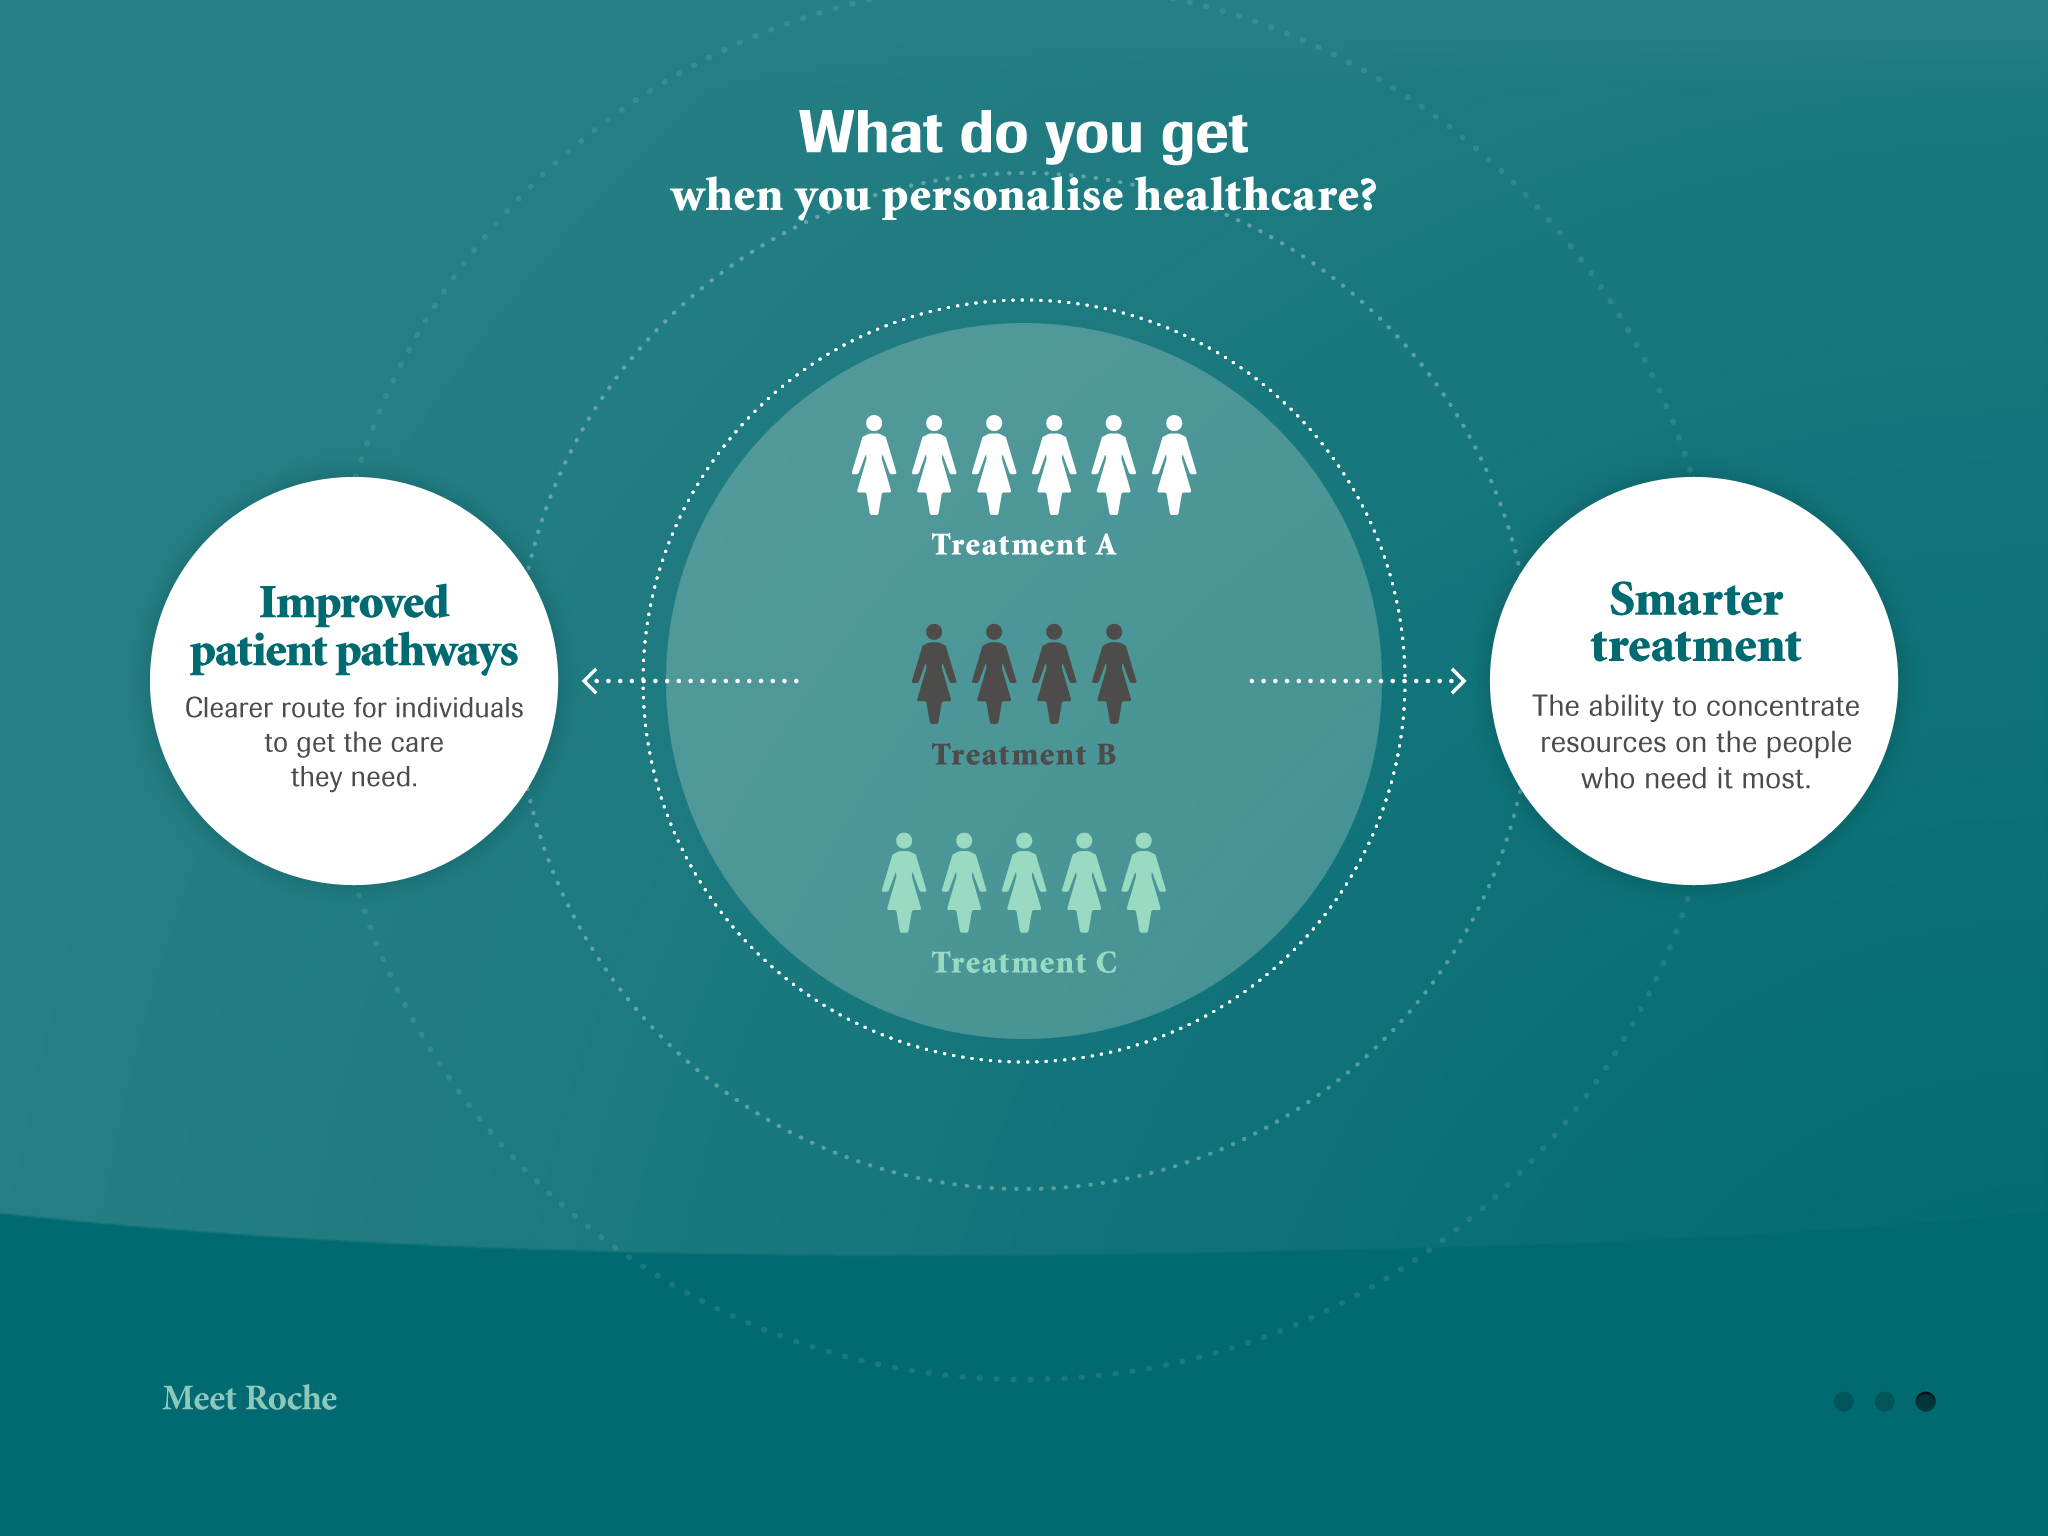 What do you get
when you personalise healthcare?
Treatment A
Improved
patient pathways
Clearer route for individuals
to get the care
they need.
Treatment B
Smarter
treatment
The ability to concentrate
resources on the people
who need it most.
Treatment C
Meet Roche